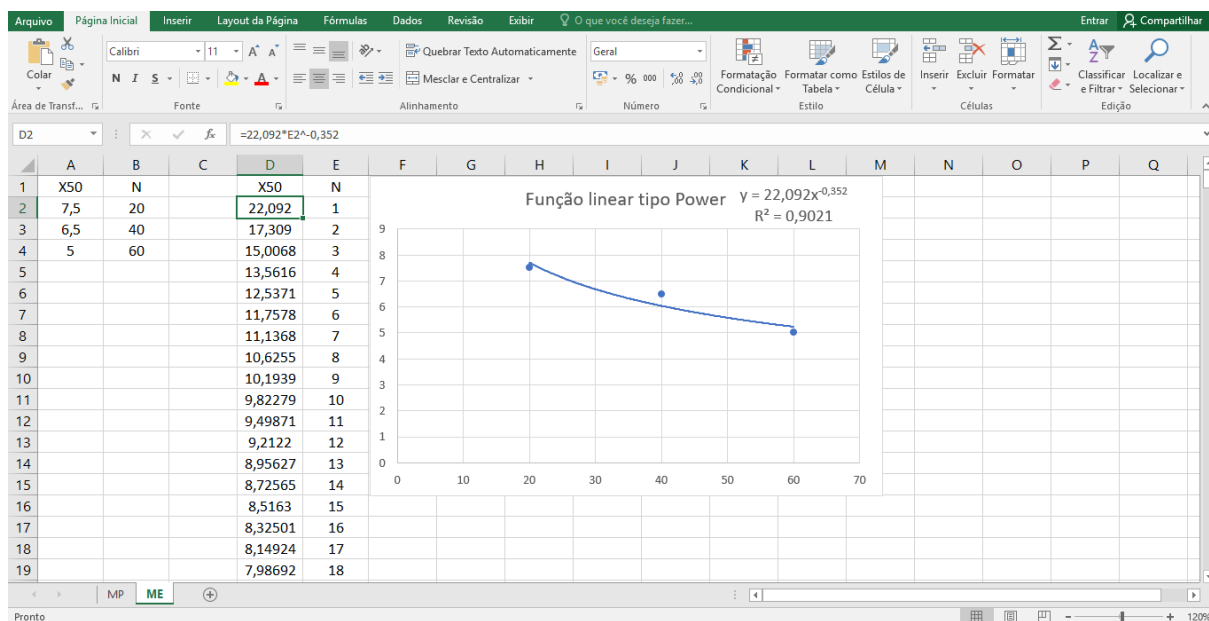 Arquivo Página Inicial Inserir Layout da Página Fórmulas Dados Revisão Exibir O que você deseja fazer... Entrar Compartilhar
Colar
Calibri 11 A A
N I S A
Quebrar Texto Automaticamente
Mesclar e Centralizar
Geral
% 000
Formatação Condicional
Formatar como Tabela
Estilos de Célula
Inserir Excluir Formatar
Classificar e Filtrar
Localizar e Selecionar
Área de Transf... Fonte Alinhamento Número Estilo Células Edição
D2 fx =22,092*E2^-0,352
A B C D E F G H I J K L M N O P Q
1 X50 N X50 N
2 7,5 20 22,092 1
3 6,5 40 17,309 2
4 5 60 15,0068 3
5 13,5616 4
6 12,5371 5
7 11,7578 6
8 11,1368 7
9 10,6255 8
10 10,1939 9
11 9,82279 10
12 9,49871 11
13 9,2122 12
14 8,95627 13
15 8,72565 14
16 8,5163 15
17 8,32501 16
18 8,14924 17
19 7,98692 18
Função linear tipo Power
y = 22,092x^-0,352
R² = 0,9021
9
8
7
6
5
4
3
2
1
0
0 10 20 30 40 50 60 70
MP ME
Pronto 120%